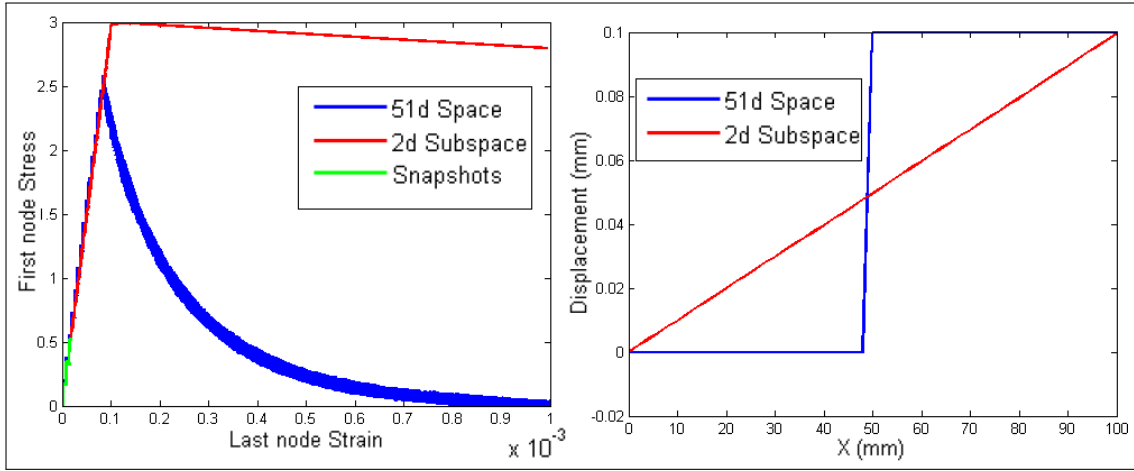 3
2.5
2
1.5
1
0.5
0
First node Stress
51d Space
2d Subspace
Snapshots
0 0.1 0.2 0.3 0.4 0.5 0.6 0.7 0.8 0.9 1
Last node Strain
x 10^-3
0.1
0.08
0.06
0.04
0.02
0
-0.02
Displacement (mm)
51d Space
2d Subspace
0 10 20 30 40 50 60 70 80 90 100
X (mm)